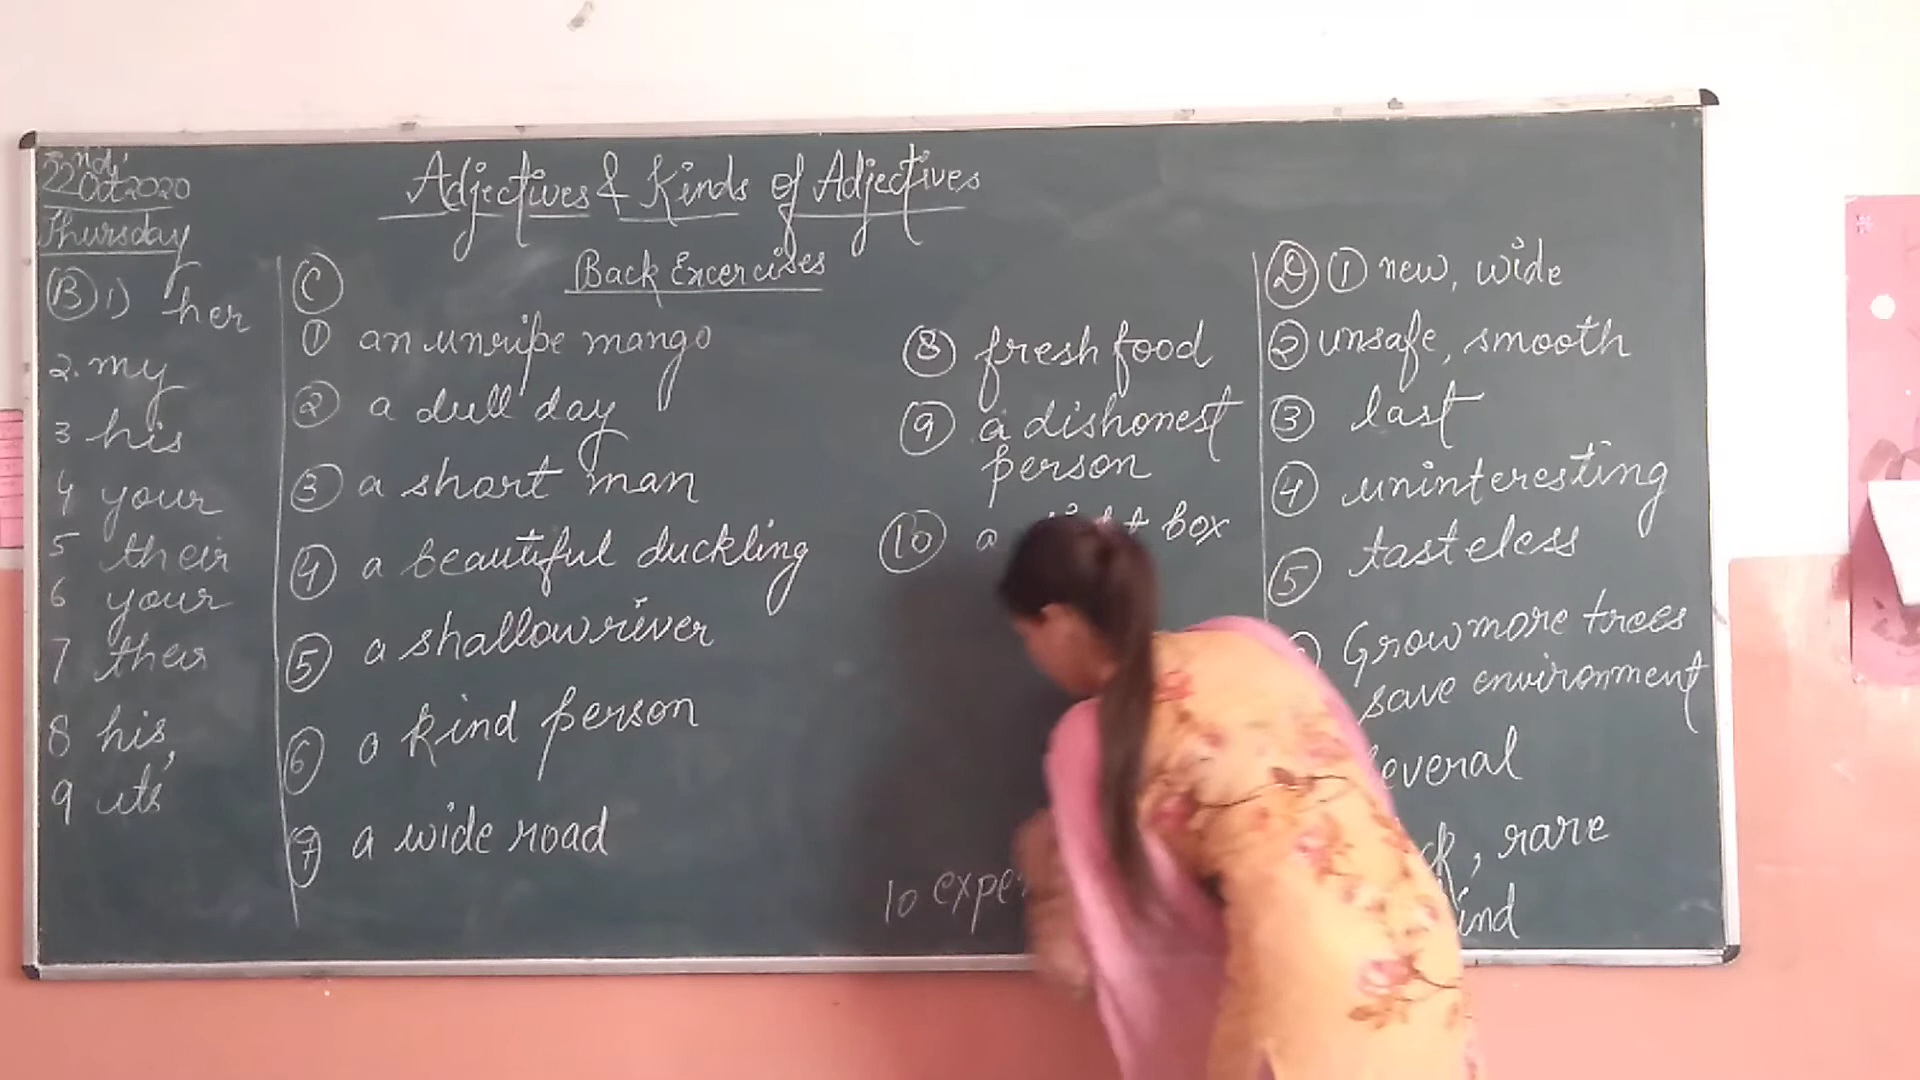 22nd Oct 2020
Thursday
Adjectives & Kinds of Adjectives
Back Excercises
B 1) her
2. my
3 his
4 your
5 their
6 your
7 their
8 his,
9 its
C
1 an unripe mango
2 a dull day
3 a short man
4 a beautiful duckling
5 a shallow river
6 a kind person
7 a wide road
8 fresh food
9 a dishonest
person
10 a box
D 1 new, wide
2 unsafe, smooth
3 last
4 uninteresting
5 tasteless
Grow more trees
save environment
everal
, rare
ind
10 expe